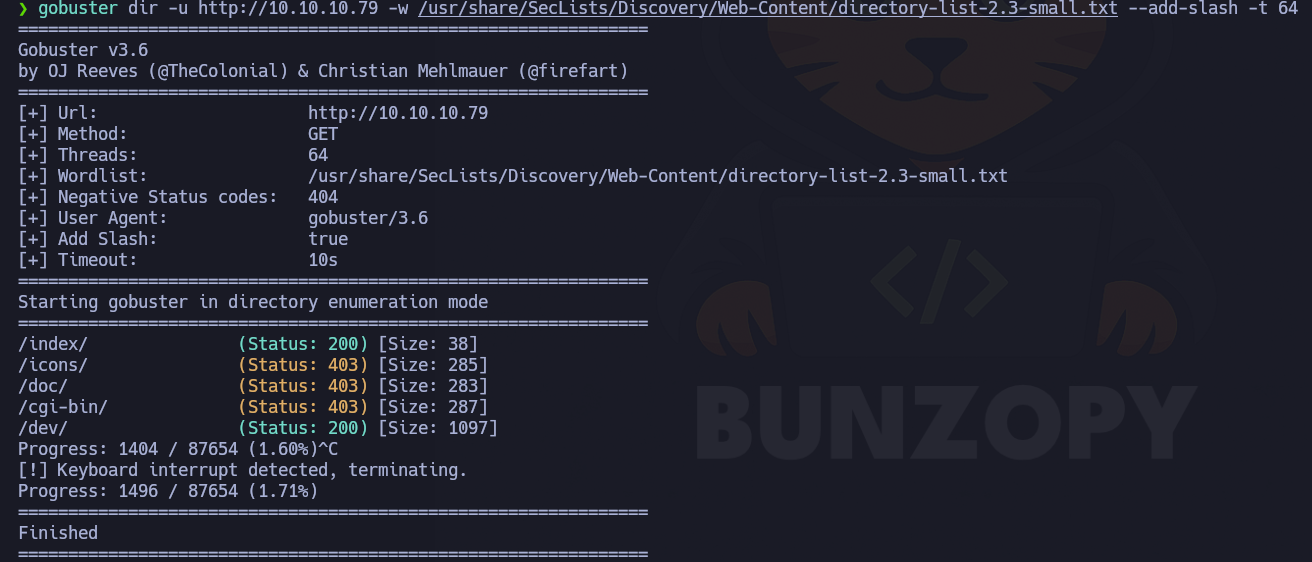 ❯ gobuster dir -u http://10.10.10.79 -w /usr/share/SecLists/Discovery/Web-Content/directory-list-2.3-small.txt --add-slash -t 64
===============================================================
Gobuster v3.6
by OJ Reeves (@TheColonial) & Christian Mehlmauer (@firefart)
===============================================================
[+] Url:                     http://10.10.10.79
[+] Method:                  GET
[+] Threads:                 64
[+] Wordlist:                /usr/share/SecLists/Discovery/Web-Content/directory-list-2.3-small.txt
[+] Negative Status codes:   404
[+] User Agent:              gobuster/3.6
[+] Add Slash:               true
[+] Timeout:                 10s
===============================================================
Starting gobuster in directory enumeration mode
===============================================================
/index/               (Status: 200) [Size: 38]
/icons/               (Status: 403) [Size: 285]
/doc/                 (Status: 403) [Size: 283]
/cgi-bin/             (Status: 403) [Size: 287]
/dev/                 (Status: 200) [Size: 1097]
Progress: 1404 / 87654 (1.60%)^C
[!] Keyboard interrupt detected, terminating.
Progress: 1496 / 87654 (1.71%)
===============================================================
Finished
===============================================================
</>
BUNZOPY